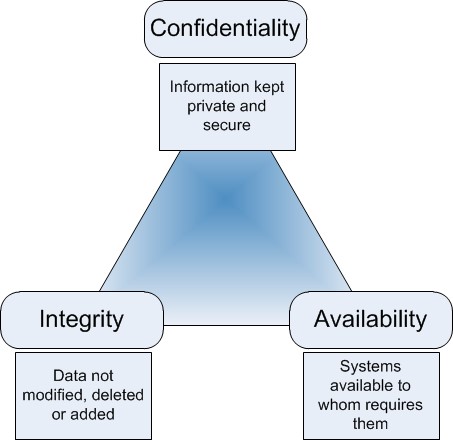 Confidentiality
Information kept
private and
secure
Integrity
Data not
modified, deleted
or added
Availability
Systems
available to
whom requires
them